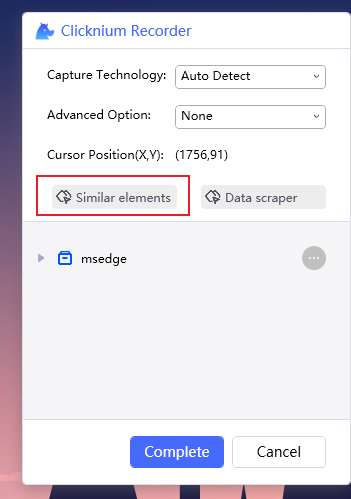 Clicknium Recorder
Capture Technology: Auto Detect
Advanced Option: None
Cursor Position(X,Y): (1756,91)
Similar elements Data scraper
msedge
Complete Cancel